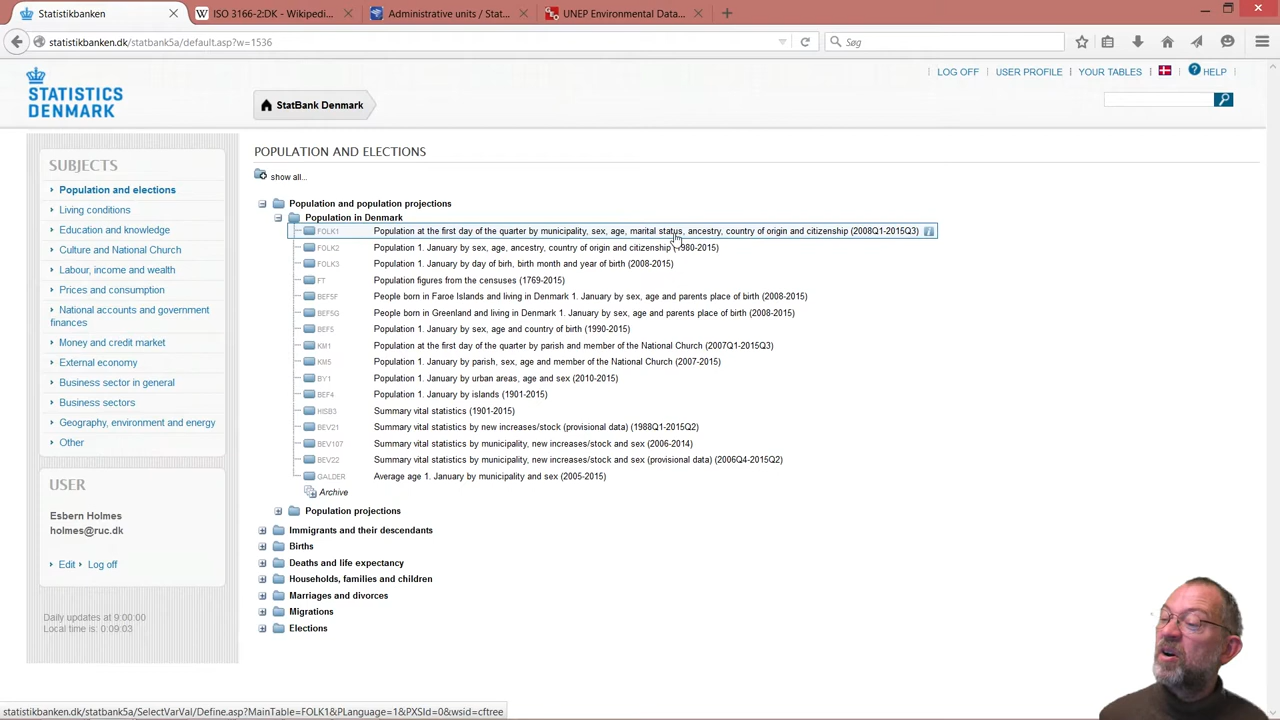 Statistikbanken
ISO 3166-2:DK - Wikipedi...
Administrative units / Stat...
UNEP Environmental Data...
statistikbanken.dk/statbank5a/default.asp?w=1536
Søg
STATISTICS
DENMARK
StatBank Denmark
LOG OFF
USER PROFILE
YOUR TABLES
HELP
SUBJECTS
Population and elections
Living conditions
Education and knowledge
Culture and National Church
Labour, income and wealth
Prices and consumption
National accounts and government
finances
Money and credit market
External economy
Business sector in general
Business sectors
Geography, environment and energy
Other
USER
Esbern Holmes
holmes@ruc.dk
Edit
Log off
Daily updates at 9:00:00
Local time is: 0:09:03
POPULATION AND ELECTIONS
show all...
Population and population projections
Population in Denmark
FOLK1 Population at the first day of the quarter by municipality, sex, age, marital status, ancestry, country of origin and citizenship (2008Q1-2015Q3)
FOLK2 Population 1. January by sex, age, ancestry, country of origin and citizenship (1980-2015)
FOLK3 Population 1. January by day of birh, birth month and year of birth (2008-2015)
FT Population figures from the censuses (1769-2015)
BEF5F People born in Faroe Islands and living in Denmark 1. January by sex, age and parents place of birth (2008-2015)
BEF5G People born in Greenland and living in Denmark 1. January by sex, age and parents place of birth (2008-2015)
BEF5 Population 1. January by sex, age and country of birth (1990-2015)
KM1 Population at the first day of the quarter by parish and member of the National Church (2007Q1-2015Q3)
KM5 Population 1. January by parish, sex, age and member of the National Church (2007-2015)
BY1 Population 1. January by urban areas, age and sex (2010-2015)
BEF4 Population 1. January by islands (1901-2015)
HISB3 Summary vital statistics (1901-2015)
BEV21 Summary vital statistics by new increases/stock (provisional data) (1988Q1-2015Q2)
BEV107 Summary vital statistics by municipality, new increases/stock and sex (2006-2014)
BEV22 Summary vital statistics by municipality, new increases/stock and sex (provisional data) (2006Q4-2015Q2)
GALDER Average age 1. January by municipality and sex (2005-2015)
Archive
Population projections
Immigrants and their descendants
Births
Deaths and life expectancy
Households, families and children
Marriages and divorces
Migrations
Elections
statistikbanken.dk/statbank5a/SelectVarVal/Define.asp?MainTable=FOLK1&PLanguage=1&PXSId=0&wsid=cftree